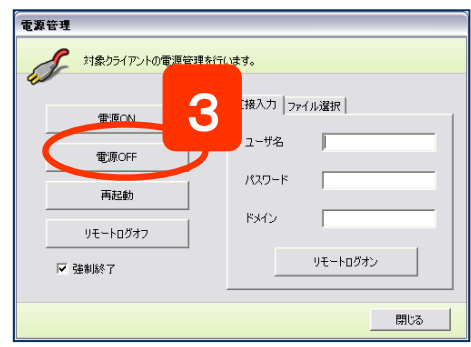 電源管理
対象クライアントの電源管理を行います。
電源ON
3
接入力
ファイル選択
電源OFF
ユーザ名
再起動
パスワード
リモートログオフ
ドメイン
強制終了
リモートログオン
閉じる